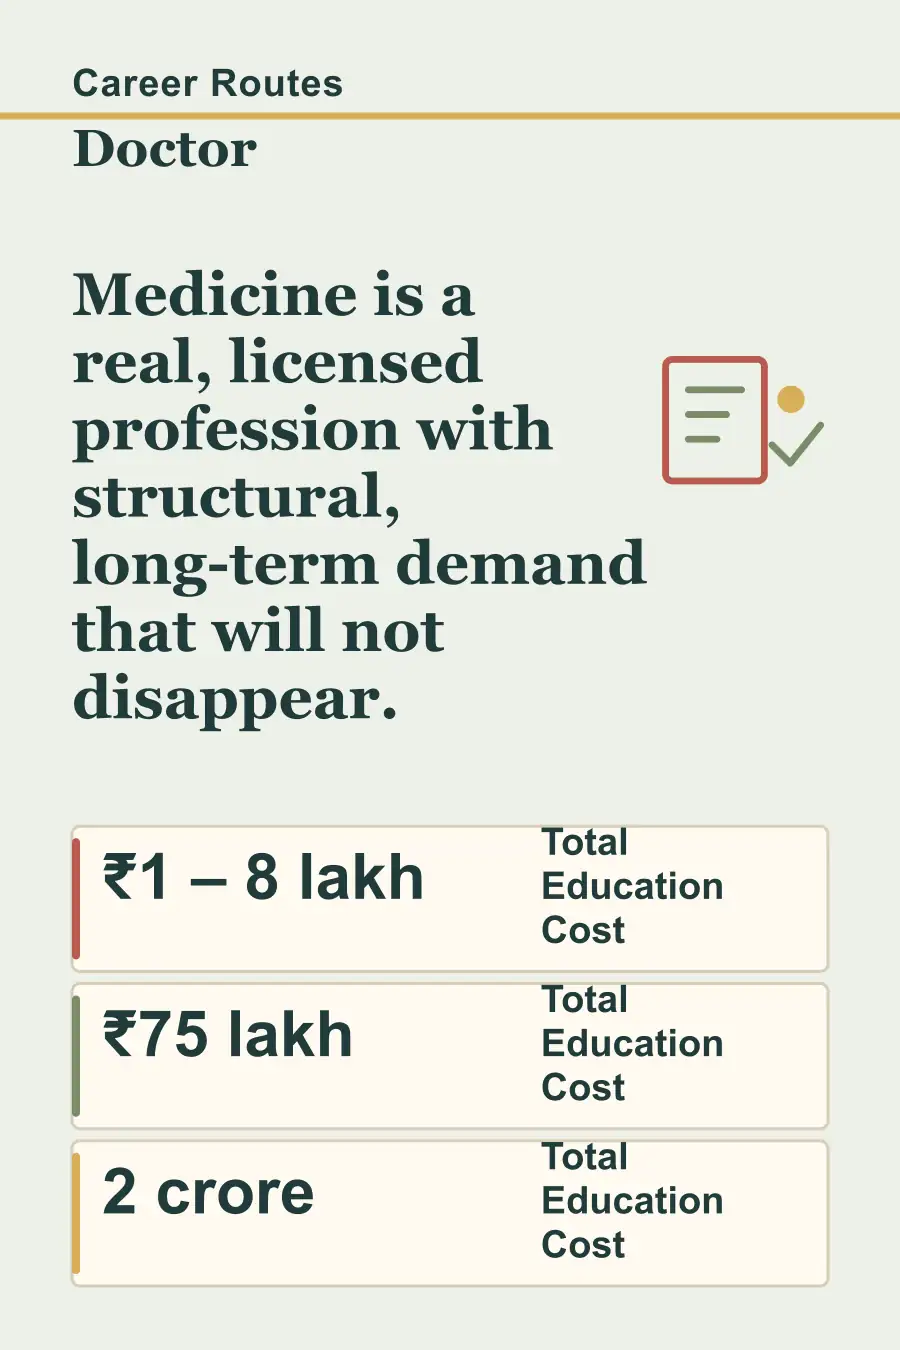 Career Routes
Doctor
Medicine is a
real, licensed
profession with
structural,
long-term demand
that will not
disappear.
₹1 – 8 lakh
Total
Education
Cost
₹75 lakh
Total
Education
Cost
2 crore
Total
Education
Cost